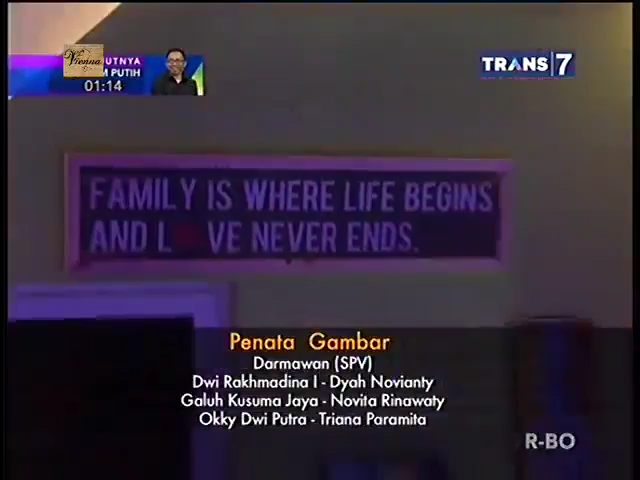 Vienna
UTNYA
M PUTIH
01:14
TRANS 7
FAMILY IS WHERE LIFE BEGINS
AND L VE NEVER ENDS.
Penata Gambar
Darmawan (SPV)
Dwi Rakhmadina I - Dyah Novianty
Galuh Kusuma Jaya - Novita Rinawaty
Okky Dwi Putra - Triana Paramita
R-BO